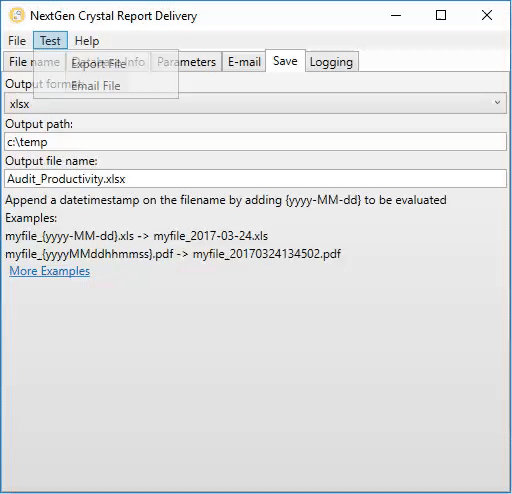 NextGen Crystal Report Delivery
File Test Help
File name Database Info Parameters E-mail Save Logging
Export File
Email File
Output format:
xlsx
Output path:
c:\temp
Output file name:
Audit_Productivity.xlsx
Append a datetimestamp on the filename by adding {yyyy-MM-dd} to be evaluated
Examples:
myfile_{yyyy-MM-dd}.xls -> myfile_2017-03-24.xls
myfile_{yyyyMMddhhmmss}.pdf -> myfile_20170324134502.pdf
More Examples